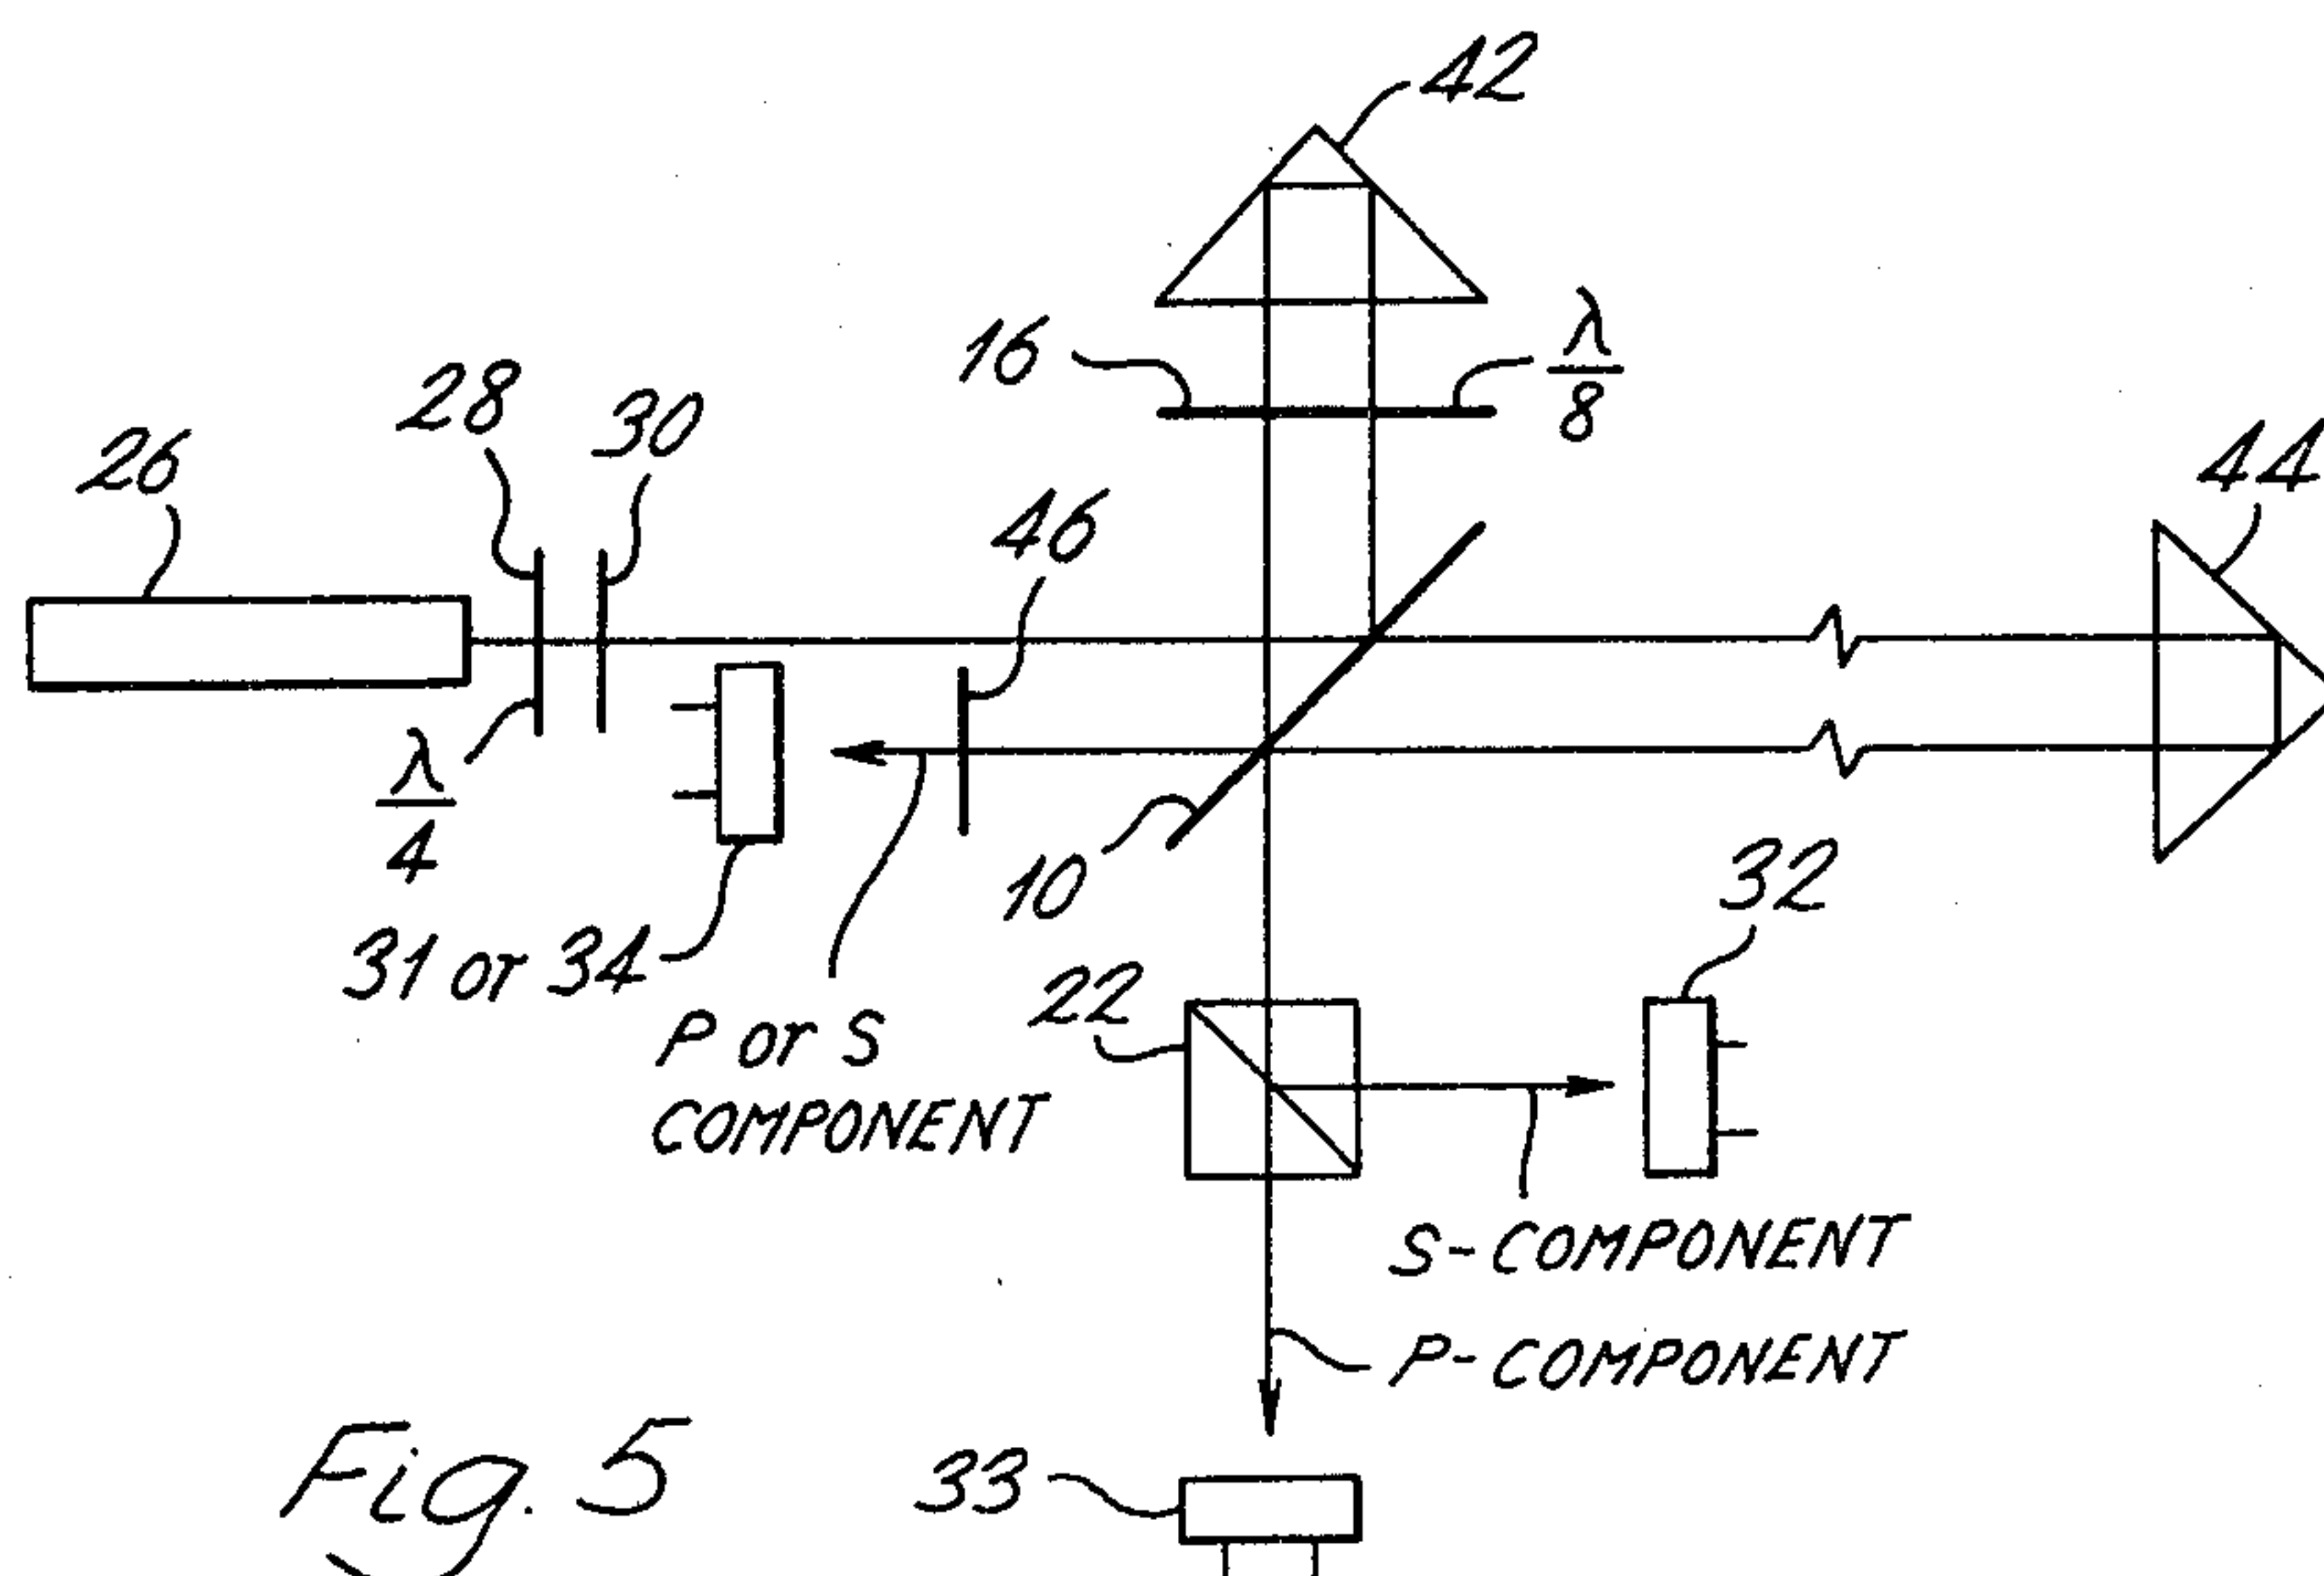 42
16
λ/8
28
30
26
44
46
λ/4
10
32
31 or 34
22
P or S
COMPONENT
S-COMPONENT
P-COMPONENT
33
Fig. 5